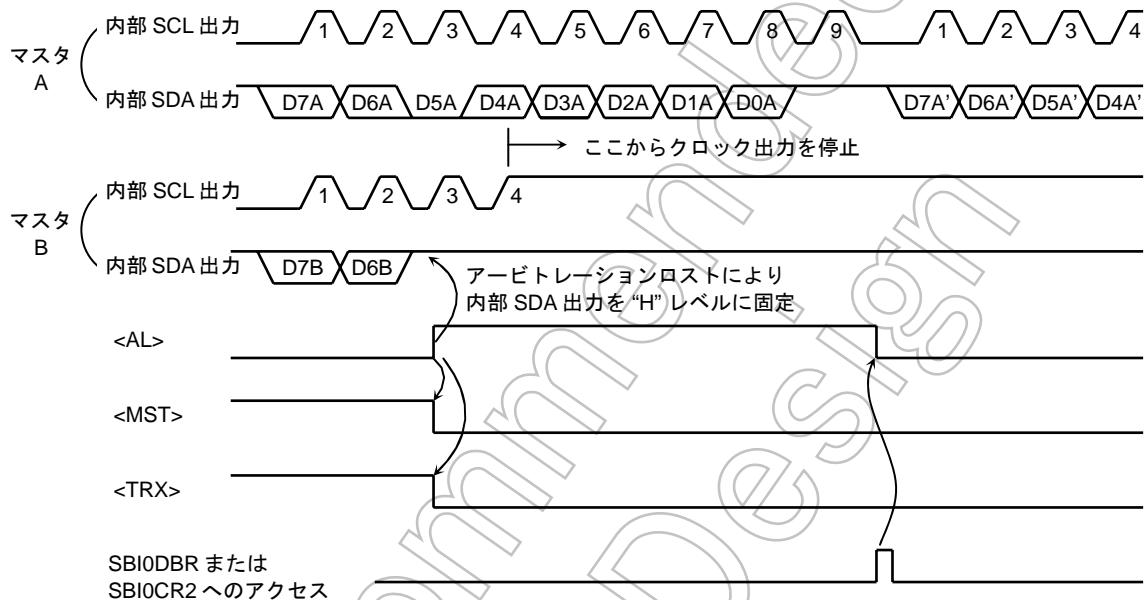 マスタ
A
内部 SCL 出力
1 2 3 4 5 6 7 8 9 1 2 3 4
内部 SDA 出力
D7A D6A D5A D4A D3A D2A D1A D0A D7A' D6A' D5A' D4A'
ここからクロック出力を停止
マスタ
B
内部 SCL 出力
1 2 3 4
内部 SDA 出力
D7B D6B
アービトレーションロストにより
内部 SDA 出力を “H” レベルに固定
<AL>
<MST>
<TRX>
SBI0DBR または
SBI0CR2 へのアクセス